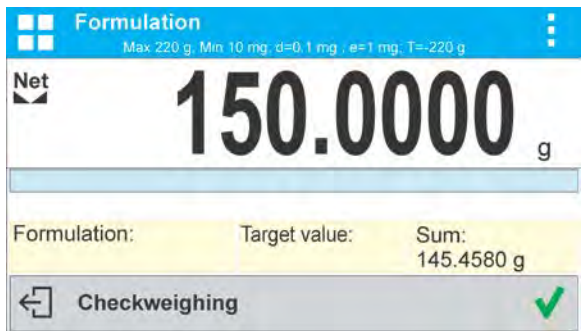 Formulation
Max 220 g, Min 10 mg, d=0.1 mg ; e=1 mg; T=-220 g
Net
150.0000 g
Formulation: Target value: Sum:
145.4580 g
Checkweighing